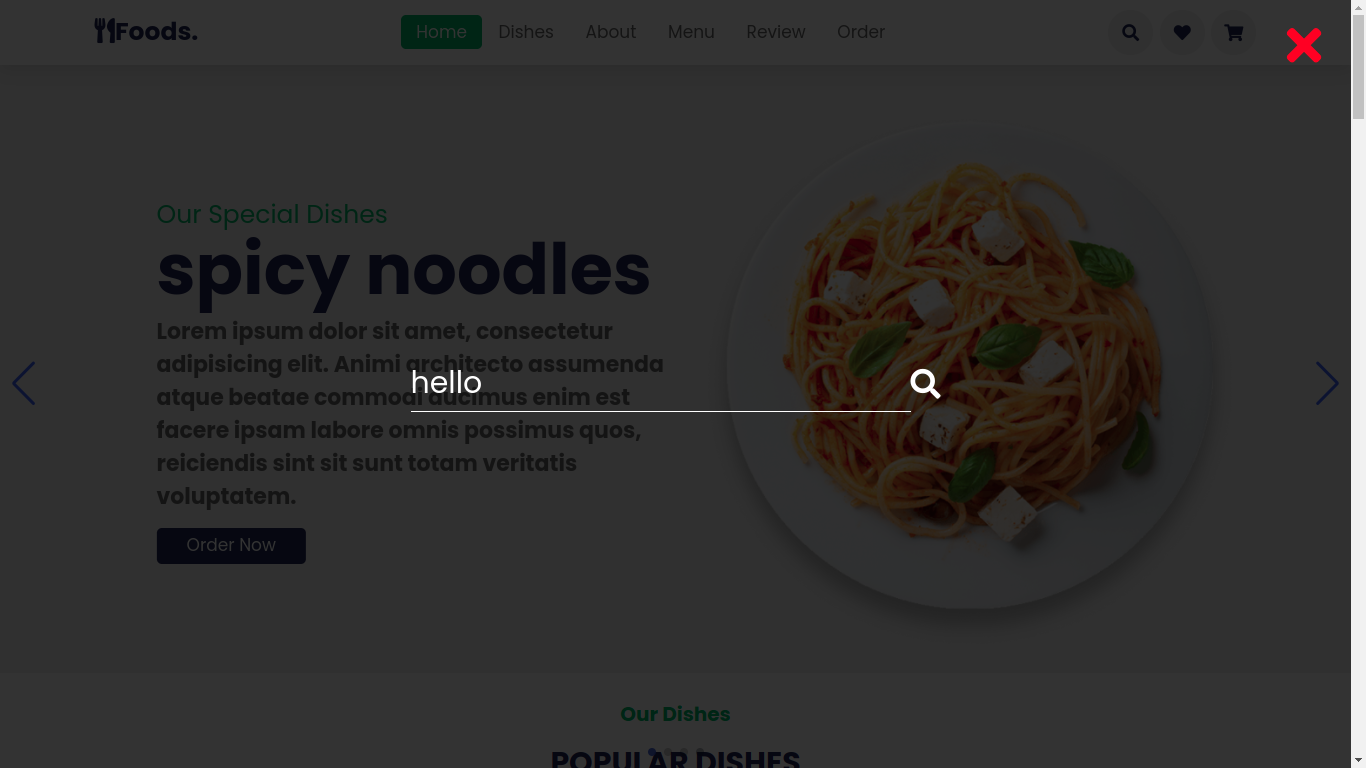 Foods.
Home Dishes About Menu Review Order
Our Special Dishes
spicy noodles
Lorem ipsum dolor sit amet, consectetur
adipisicing elit. Animi architecto assumenda
atque beatae commodi ducimus enim est
facere ipsam labore omnis possimus quos,
reiciendis sint sit sunt totam veritatis
voluptatem.
hello
Order Now
Our Dishes
POPULAR DISHES